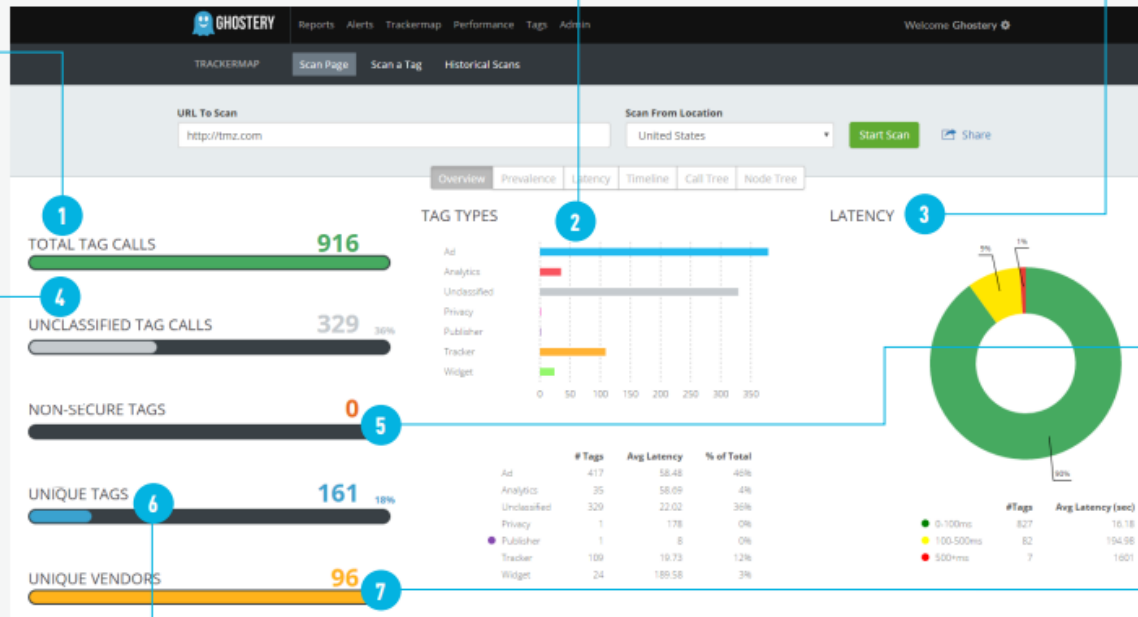 GHOSTERY Reports Alerts Trackermap Performance Tags Admin Welcome Ghostery
TRACKERMAP Scan Page Scan a Tag Historical Scans
URL To Scan Scan From Location
http://tmz.com United States Start Scan Share
Overview Prevalence Latency Timeline Call Tree Node Tree
1
TOTAL TAG CALLS 916
4
UNCLASSIFIED TAG CALLS 329 36%
NON-SECURE TAGS 0
5
UNIQUE TAGS 161 18%
6
UNIQUE VENDORS 96
7
TAG TYPES 2
Ad
Analytics
Unclassified
Privacy
Publisher
Tracker
Widget
0 50 100 150 200 250 300 350
# Tags Avg Latency % of Total
Ad 417 58.48 46%
Analytics 35 58.69 4%
Unclassified 329 22.02 36%
Privacy 1 178 0%
Publisher 1 8 0%
Tracker 109 19.73 12%
Widget 24 189.58 3%
LATENCY 3
9% 1%
90%
#Tags Avg Latency (sec)
0-100ms 827 16.18
100-500ms 82 194.98
500+ms 7 1601